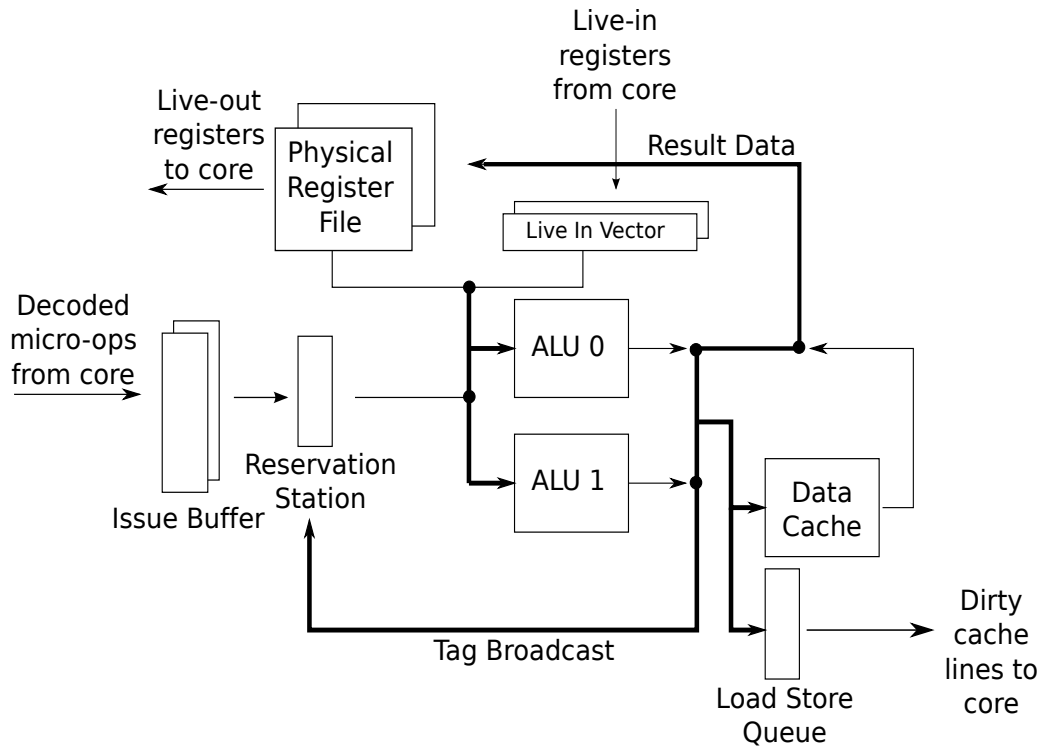 Live-in
registers
from core
Live-out
registers
to core
Result Data
Physical
Register
File
Live In Vector
Decoded
micro-ops
from core
ALU 0
Reservation
Station
ALU 1
Issue Buffer
Data
Cache
Tag Broadcast
Dirty
cache
lines to
core
Load Store
Queue